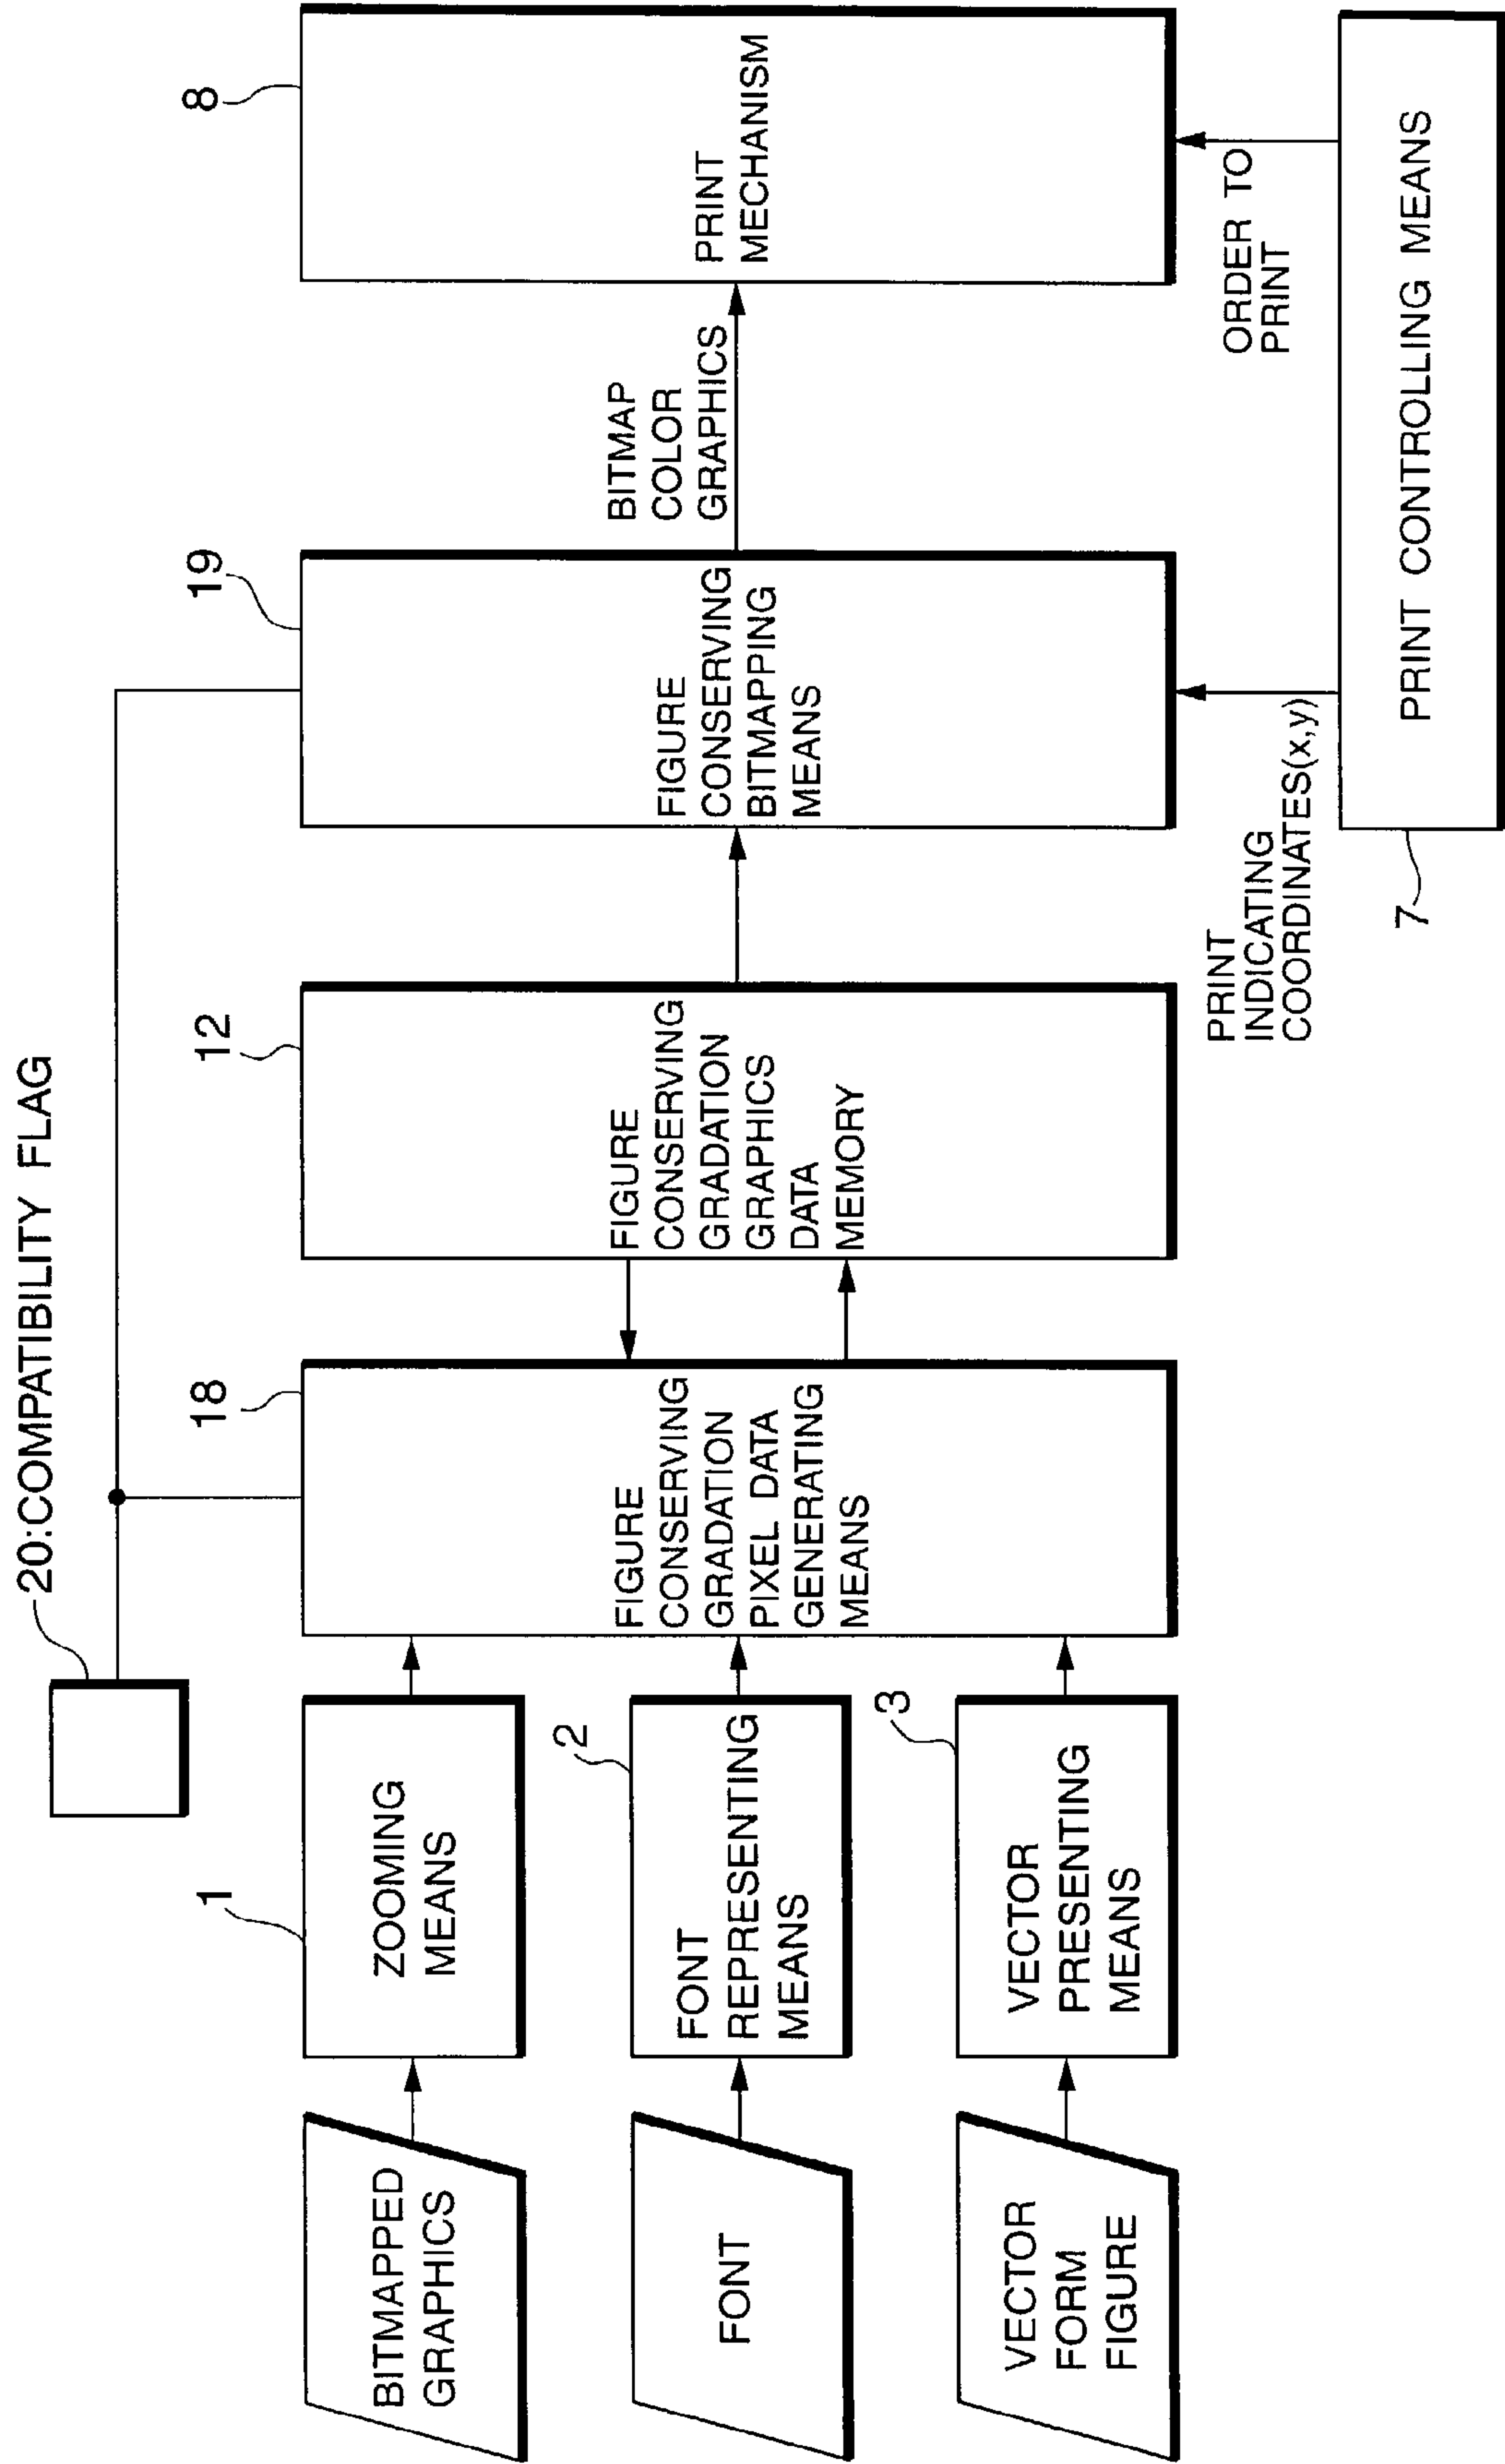 20:COMPATIBILITY FLAG
1
18
12
19
8
BITMAPPED
GRAPHICS
ZOOMING
MEANS
FONT
2
FONT
REPRESENTING
MEANS
VECTOR
FORM
FIGURE
3
VECTOR
PRESENTING
MEANS
FIGURE
CONSERVING
GRADATION
PIXEL DATA
GENERATING
MEANS
FIGURE
CONSERVING
GRADATION
GRAPHICS
DATA
MEMORY
FIGURE
CONSERVING
BITMAPPING
MEANS
BITMAP
COLOR
GRAPHICS
PRINT
MECHANISM
PRINT
INDICATING
COORDINATES(x,y)
ORDER TO
PRINT
7
PRINT CONTROLLING MEANS